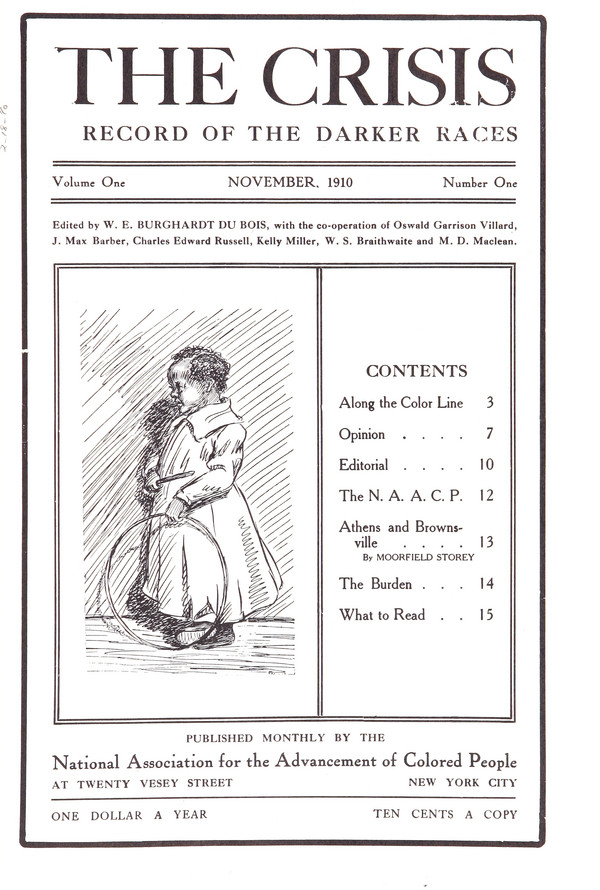 THE CRISIS
RECORD OF THE DARKER RACES
Volume One NOVEMBER, 1910 Number One
Edited by W. E. BURGHARDT DU BOIS, with the co-operation of Oswald Garrison Villard,
J. Max Barber, Charles Edward Russell, Kelly Miller, W. S. Braithwaite and M. D. Maclean.
CONTENTS
Along the Color Line 3
Opinion . . . . 7
Editorial . . . . 10
The N. A. A. C. P. 12
Athens and Browns-
ville . . . . 13
By MOORFIELD STOREY
The Burden . . . 14
What to Read . . 15
PUBLISHED MONTHLY BY THE
National Association for the Advancement of Colored People
AT TWENTY VESEY STREET NEW YORK CITY
ONE DOLLAR A YEAR TEN CENTS A COPY